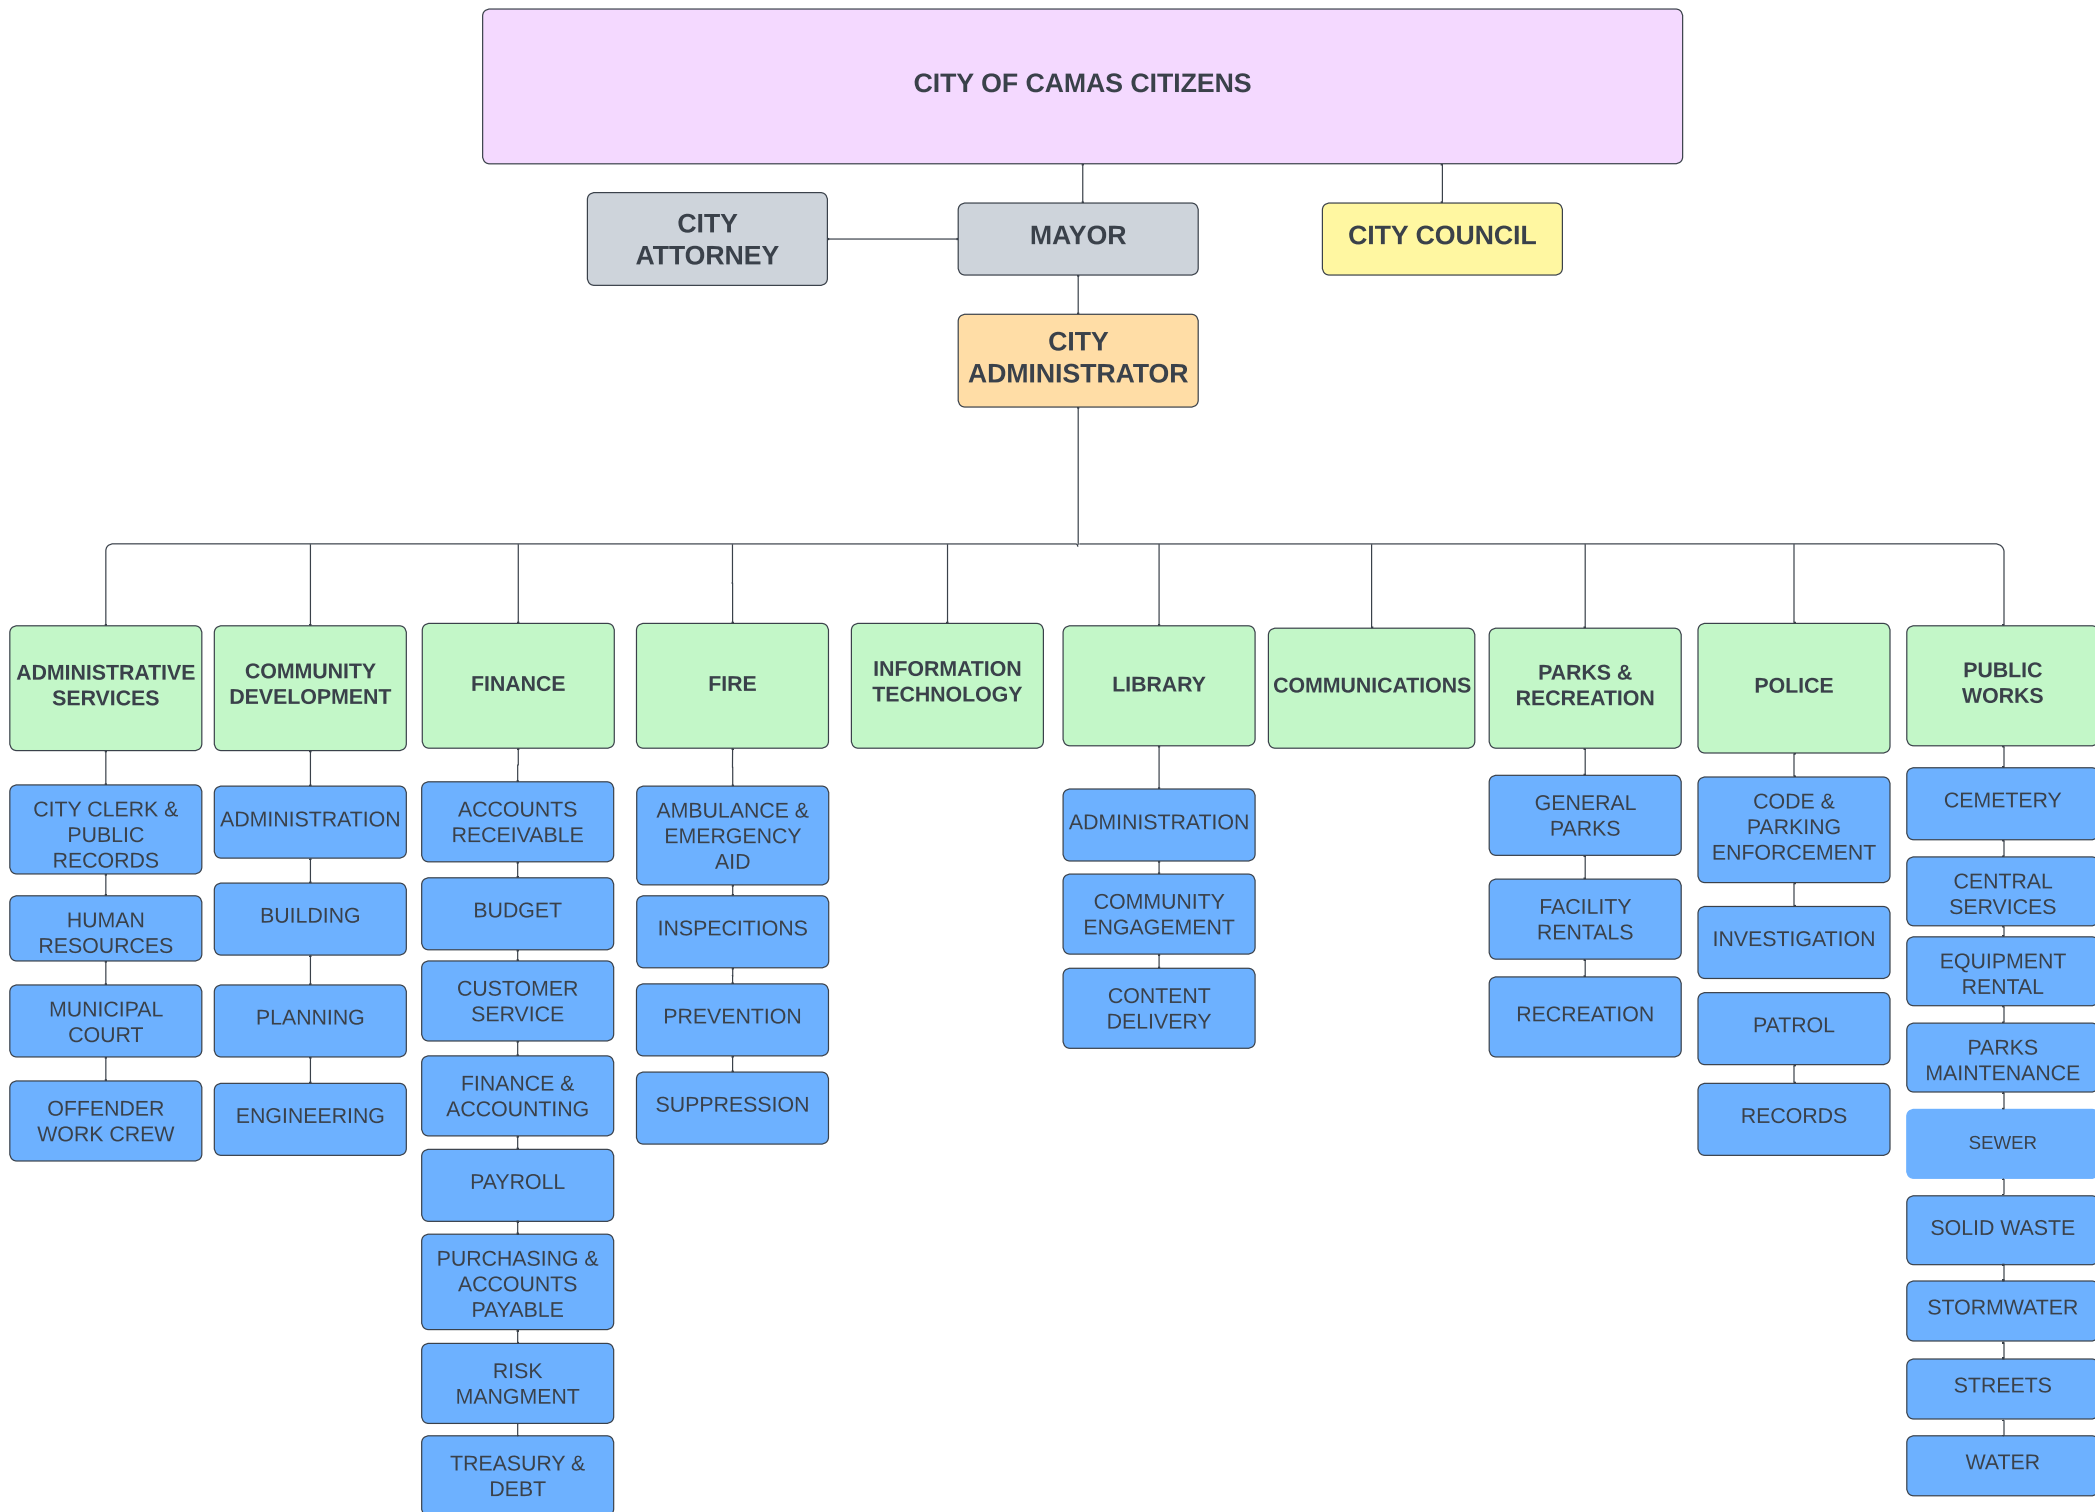 CITY OF CAMAS CITIZENS
CITY
ATTORNEY
MAYOR
CITY COUNCIL
CITY
ADMINISTRATOR
ADMINISTRATIVE
SERVICES
CITY CLERK &
PUBLIC
RECORDS
HUMAN
RESOURCES
MUNICIPAL
COURT
OFFENDER
WORK CREW
COMMUNITY
DEVELOPMENT
ADMINISTRATION
BUILDING
PLANNING
ENGINEERING
FINANCE
ACCOUNTS
RECEIVABLE
BUDGET
CUSTOMER
SERVICE
FINANCE &
ACCOUNTING
PAYROLL
PURCHASING &
ACCOUNTS
PAYABLE
RISK
MANGMENT
TREASURY &
DEBT
FIRE
AMBULANCE &
EMERGENCY
AID
INSPECITIONS
PREVENTION
SUPPRESSION
INFORMATION
TECHNOLOGY
LIBRARY
ADMINISTRATION
COMMUNITY
ENGAGEMENT
CONTENT
DELIVERY
COMMUNICATIONS
PARKS &
RECREATION
GENERAL
PARKS
FACILITY
RENTALS
RECREATION
POLICE
CODE &
PARKING
ENFORCEMENT
INVESTIGATION
PATROL
RECORDS
PUBLIC
WORKS
CEMETERY
CENTRAL
SERVICES
EQUIPMENT
RENTAL
PARKS
MAINTENANCE
SEWER
SOLID WASTE
STORMWATER
STREETS
WATER